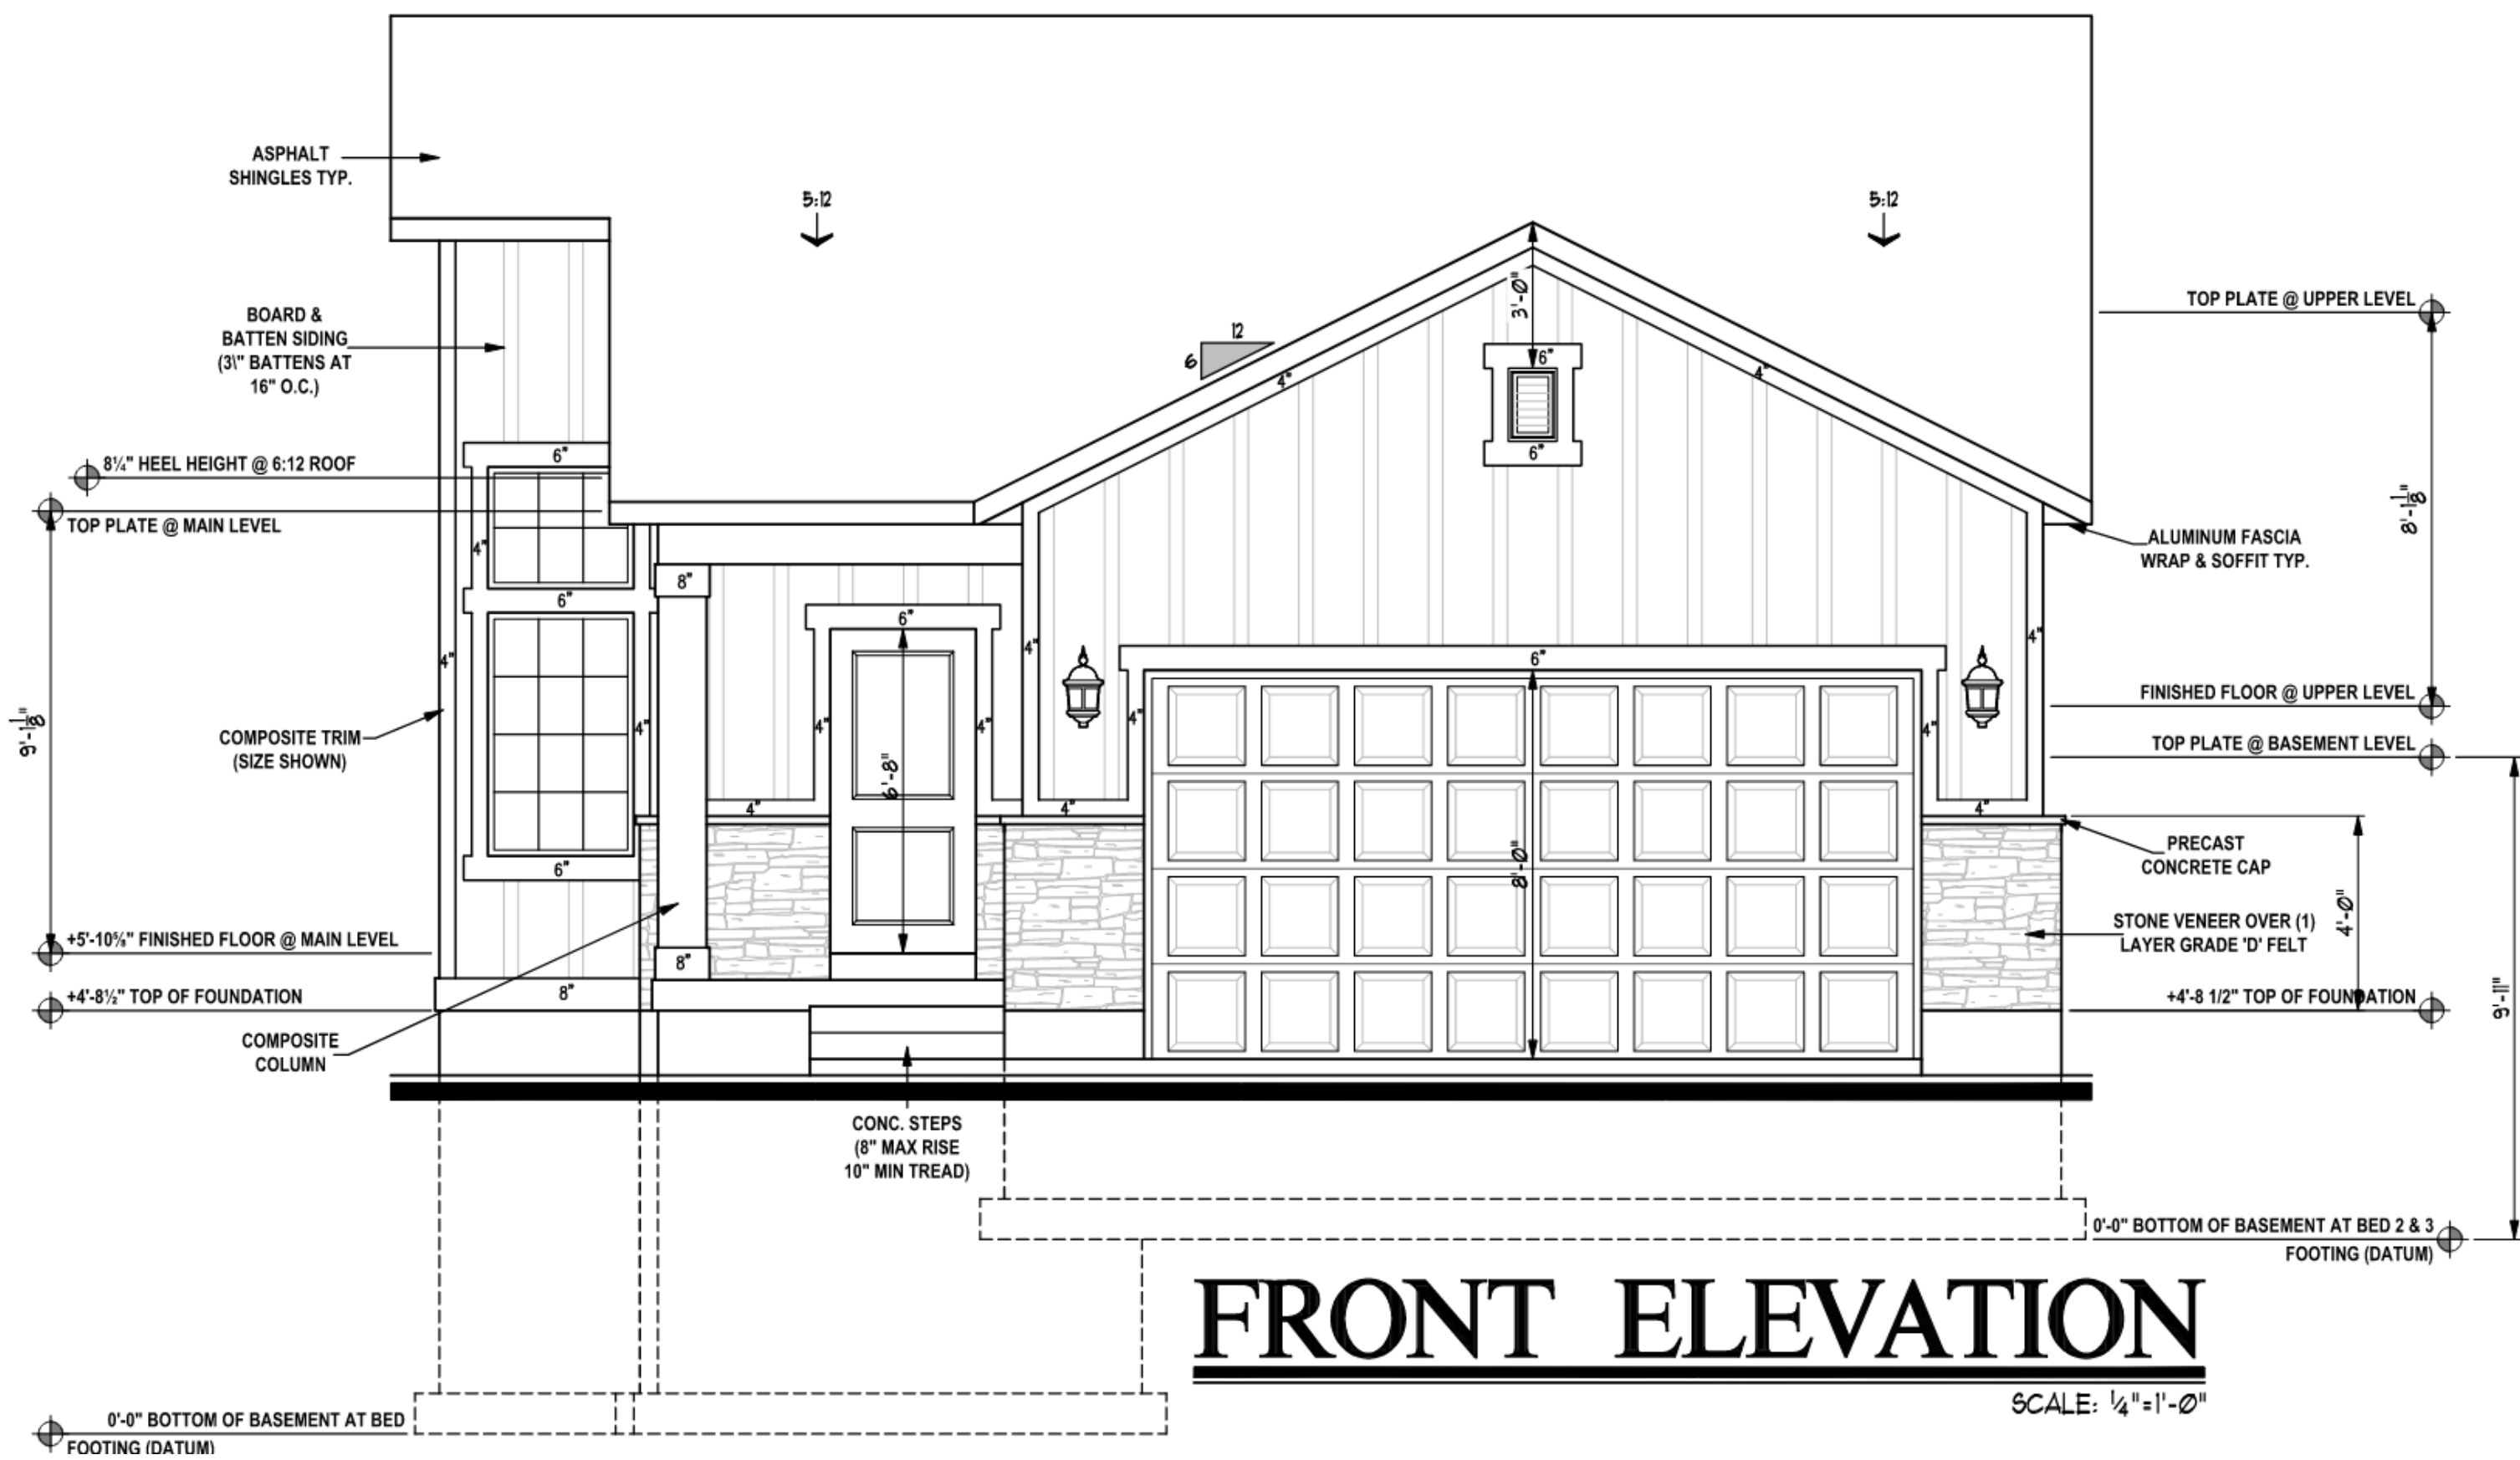 ASPHALT
SHINGLES TYP.
5:12
5:12
BOARD &
BATTEN SIDING
(3\" BATTENS AT
16" O.C.)
12
6
3'-0"
4"
4"
6"
6"
TOP PLATE @ UPPER LEVEL
8¼" HEEL HEIGHT @ 6:12 ROOF
TOP PLATE @ MAIN LEVEL
6"
4"
6"
8"
8'-1⅛"
ALUMINUM FASCIA
WRAP & SOFFIT TYP.
6"
4"
4"
4"
6"
4"
4"
4"
4"
4"
4"
FINISHED FLOOR @ UPPER LEVEL
9'-1⅛"
COMPOSITE TRIM
(SIZE SHOWN)
TOP PLATE @ BASEMENT LEVEL
6'-8"
4"
4"
4"
8'-0"
6"
PRECAST
CONCRETE CAP
4'-0"
STONE VENEER OVER (1)
LAYER GRADE 'D' FELT
+5'-10⅝" FINISHED FLOOR @ MAIN LEVEL
8"
8"
+4'-8½" TOP OF FOUNDATION
+4'-8 1/2" TOP OF FOUNDATION
9'-11"
COMPOSITE
COLUMN
CONC. STEPS
(8" MAX RISE
10" MIN TREAD)
0'-0" BOTTOM OF BASEMENT AT BED 2 & 3
FOOTING (DATUM)
FRONT ELEVATION
SCALE: ¼"=1'-0"
0'-0" BOTTOM OF BASEMENT AT BED
FOOTING (DATUM)